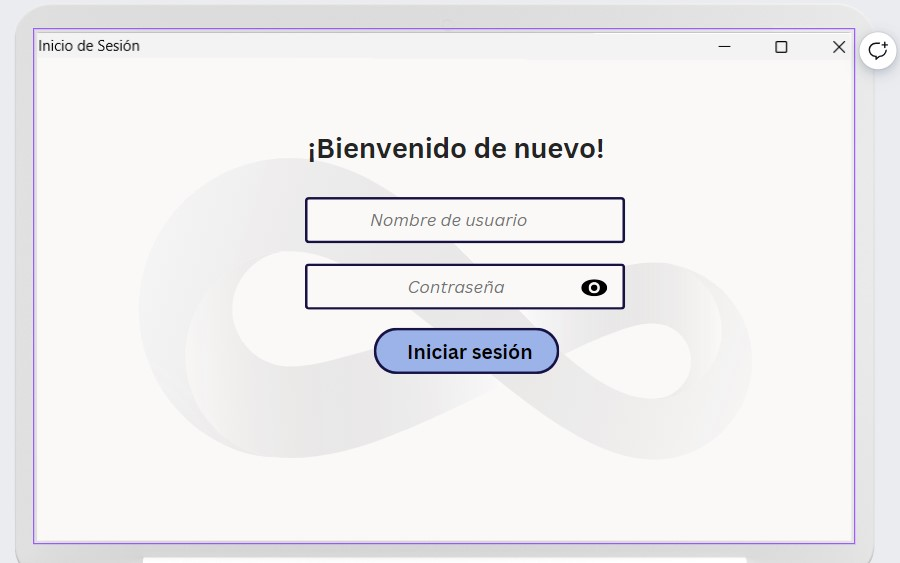 Inicio de Sesión
¡Bienvenido de nuevo!
Nombre de usuario
Contraseña
Iniciar sesión